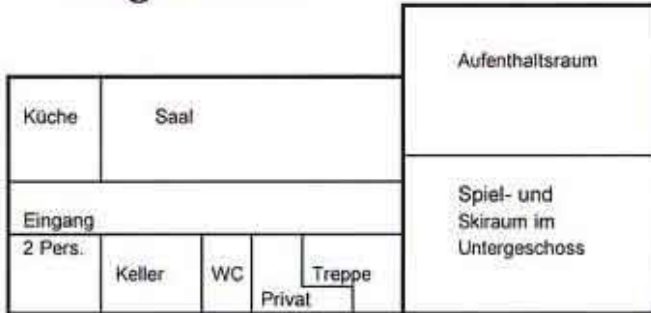 Aufenthaltsraum
Küche
Saal
Spiel- und
Skiraum im
Untergeschoss
Eingang
2 Pers.
Keller
WC
Privat
Treppe